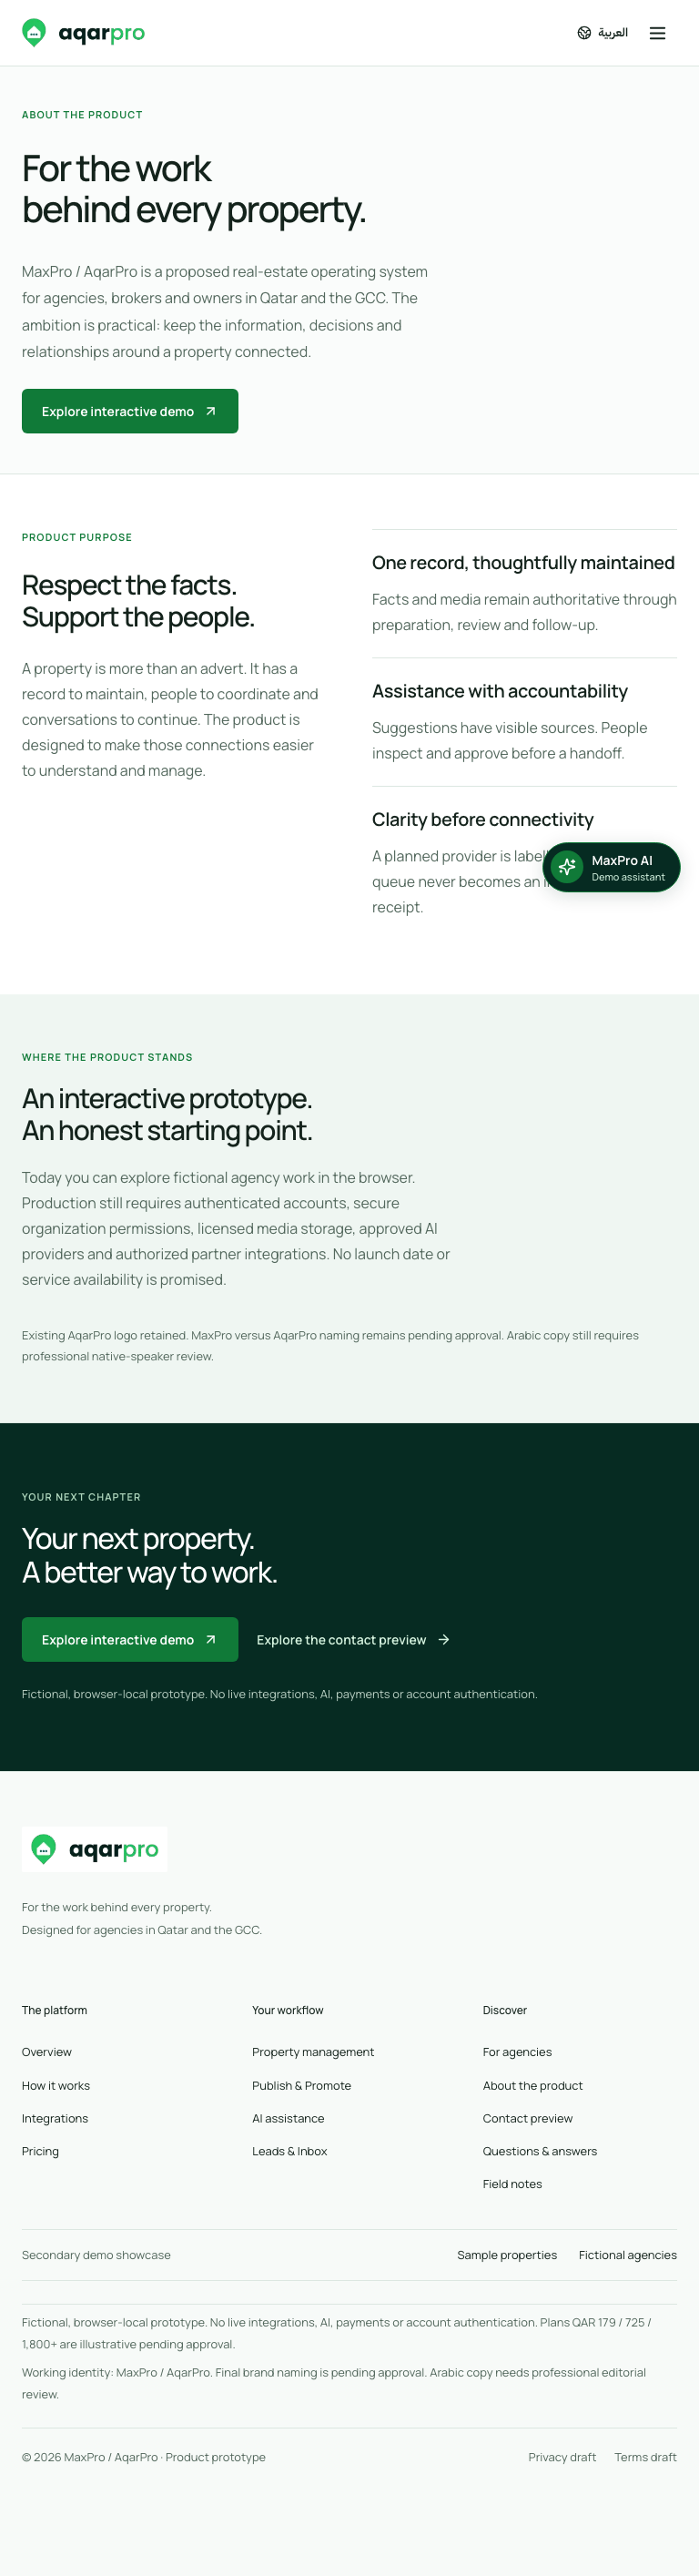 aqarpro
العربية
ABOUT THE PRODUCT
For the work
behind every property.
MaxPro / AqarPro is a proposed real-estate operating system
for agencies, brokers and owners in Qatar and the GCC. The
ambition is practical: keep the information, decisions and
relationships around a property connected.
Explore interactive demo
PRODUCT PURPOSE
Respect the facts.
Support the people.
A property is more than an advert. It has a
record to maintain, people to coordinate and
conversations to continue. The product is
designed to make those connections easier
to understand and manage.
One record, thoughtfully maintained
Facts and media remain authoritative through
preparation, review and follow-up.
Assistance with accountability
Suggestions have visible sources. People
inspect and approve before a handoff.
Clarity before connectivity
A planned provider is
queue never becomes an
receipt.
MaxPro AI
Demo assistant
WHERE THE PRODUCT STANDS
An interactive prototype.
An honest starting point.
Today you can explore fictional agency work in the browser.
Production still requires authenticated accounts, secure
organization permissions, licensed media storage, approved AI
providers and authorized partner integrations. No launch date or
service availability is promised.
Existing AqarPro logo retained. MaxPro versus AqarPro naming remains pending approval. Arabic copy still requires
professional native-speaker review.
YOUR NEXT CHAPTER
Your next property.
A better way to work.
Explore interactive demo
Explore the contact preview
Fictional, browser-local prototype. No live integrations, AI, payments or account authentication.
aqarpro
For the work behind every property.
Designed for agencies in Qatar and the GCC.
The platform
Overview
How it works
Integrations
Pricing
Your workflow
Property management
Publish & Promote
AI assistance
Leads & Inbox
Discover
For agencies
About the product
Contact preview
Questions & answers
Field notes
Secondary demo showcase
Sample properties
Fictional agencies
Fictional, browser-local prototype. No live integrations, AI, payments or account authentication. Plans QAR 179 / 725 /
1,800+ are illustrative pending approval.
Working identity: MaxPro / AqarPro. Final brand naming is pending approval. Arabic copy needs professional editorial
review.
© 2026 MaxPro / AqarPro · Product prototype
Privacy draft
Terms draft